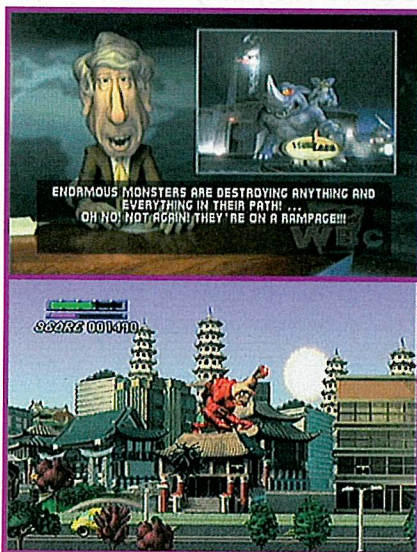 ENORMOUS MONSTERS ARE DESTROYING ANYTHING AND
EVERYTHING IN THEIR PATH! ...
OH NO! NOT AGAIN! THEY'RE ON A RAMPAGE!!!
WBC
SCORE 001410